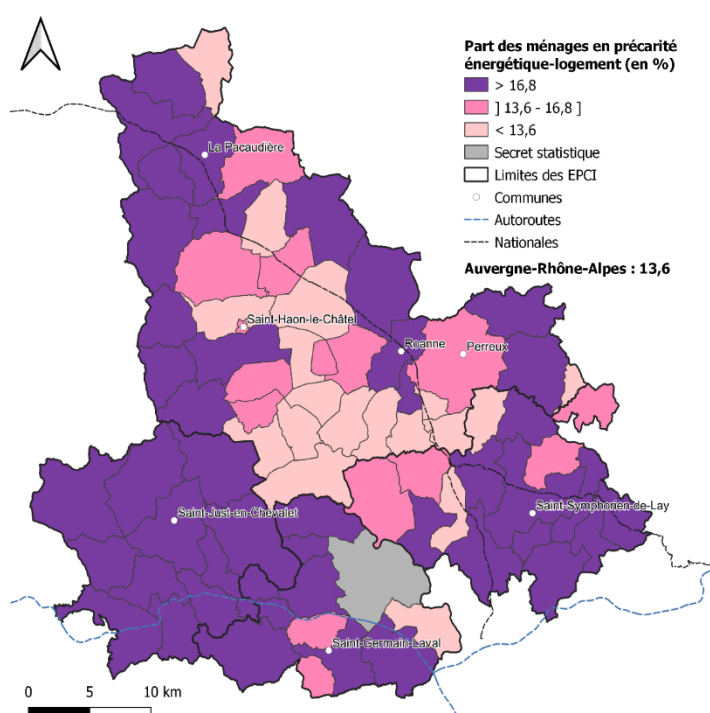 Part des ménages en précarité
énergétique-logement (en %)
> 16,8
] 13,6 - 16,8 ]
< 13,6
Secret statistique
Limites des EPCI
Communes
Autoroutes
Nationales
Auvergne-Rhône-Alpes : 13,6
La Pacaudière
Saint-Haon-le-Châtel
Roanne
Perreux
Saint-Just-en-Chevalet
Saint-Symphorien-de-Lay
Saint-Germain-Laval
0 5 10 km